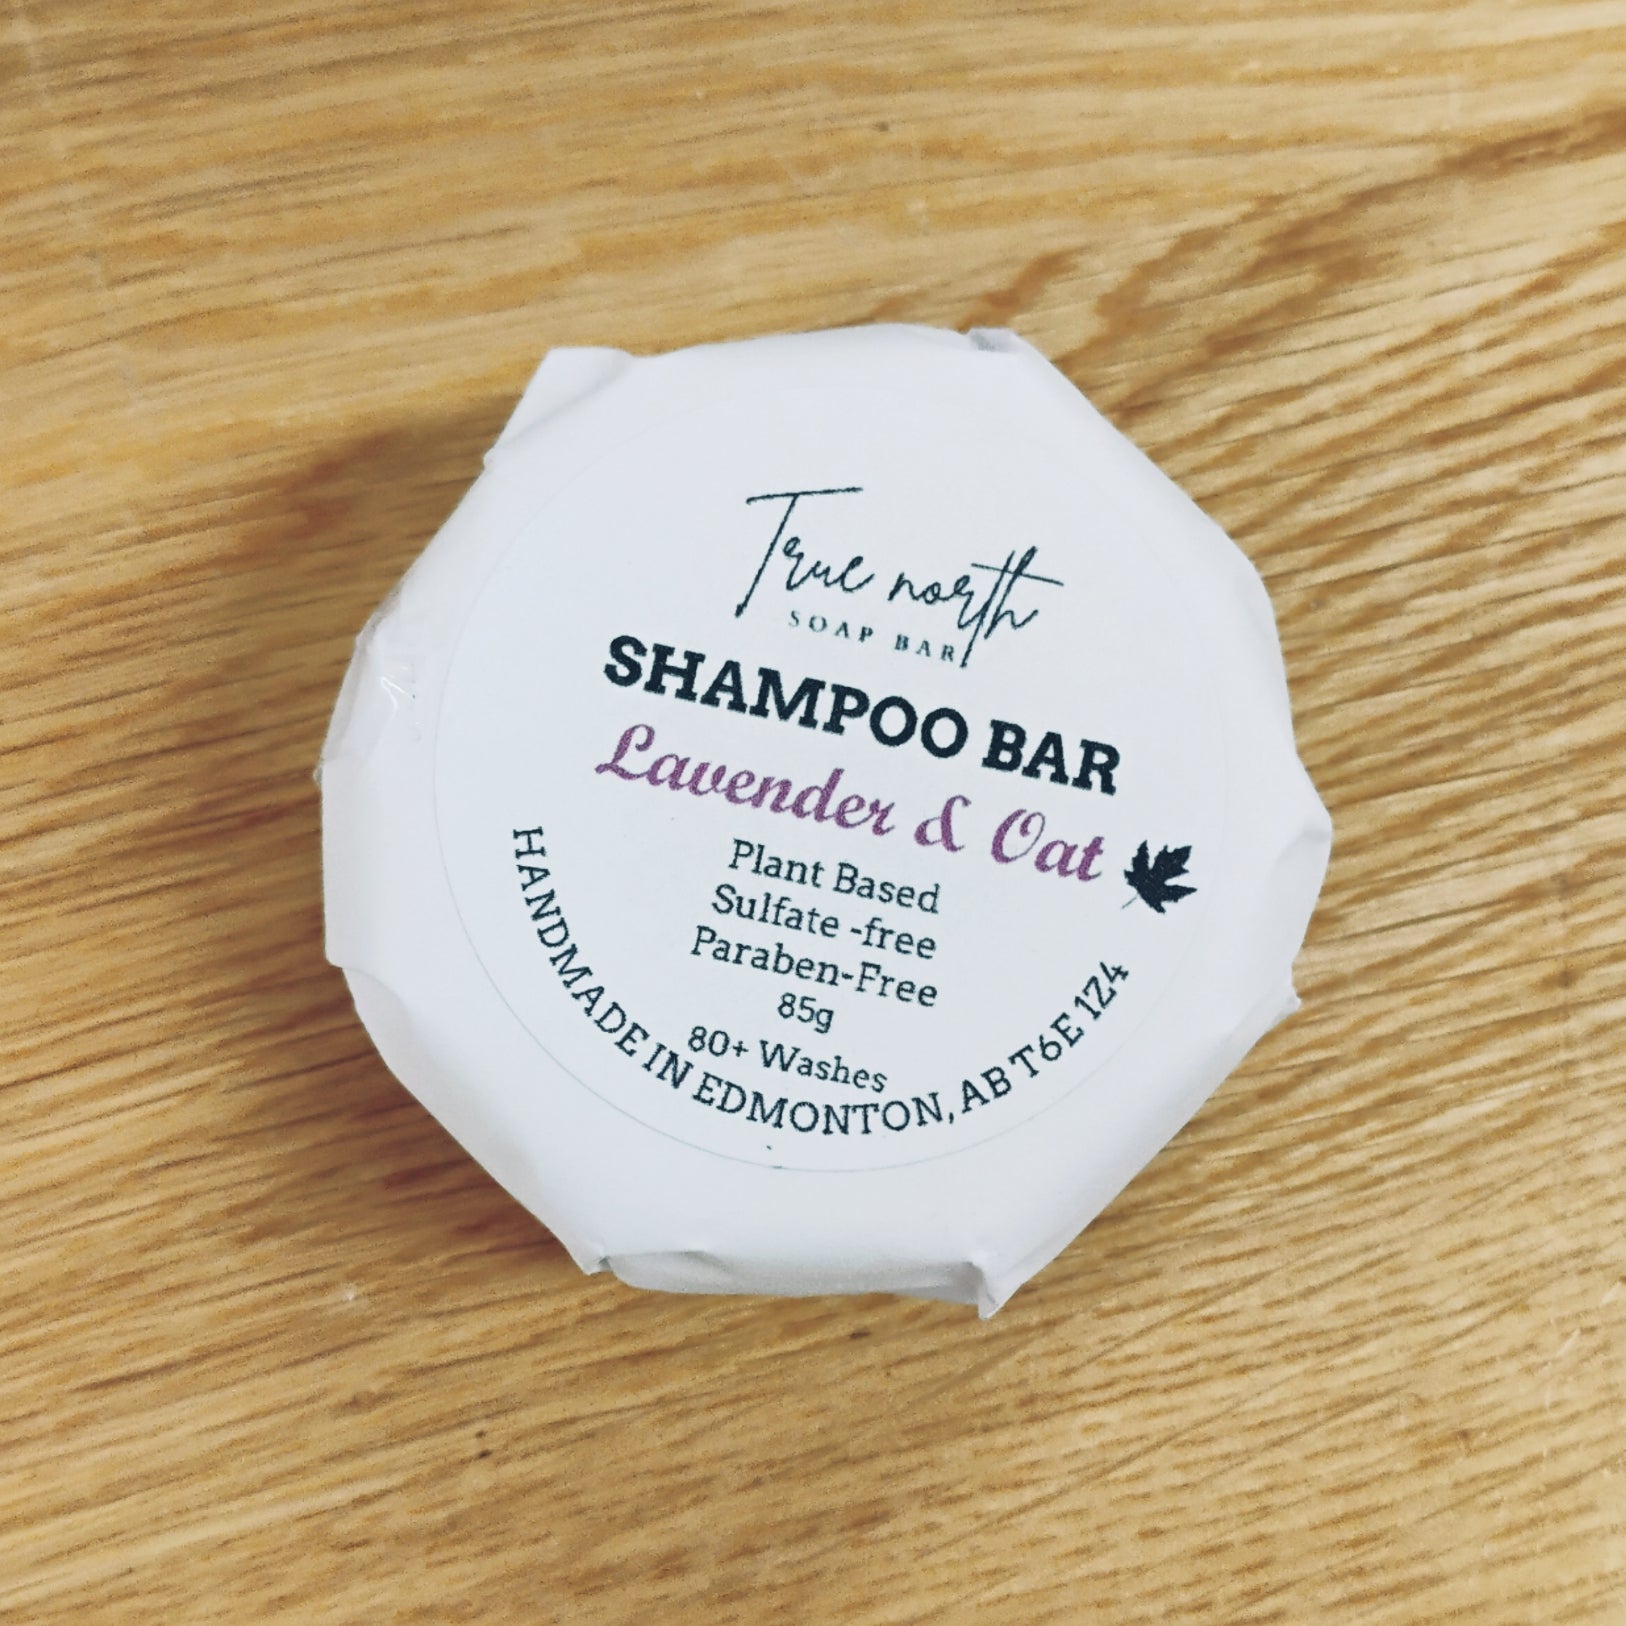 True north
SOAP BAR
SHAMPOO BAR
Lavender & Oat
Plant Based
Sulfate -free
Paraben-Free
85g
80+ Washes
HANDMADE IN EDMONTON, AB T6E 1Z4